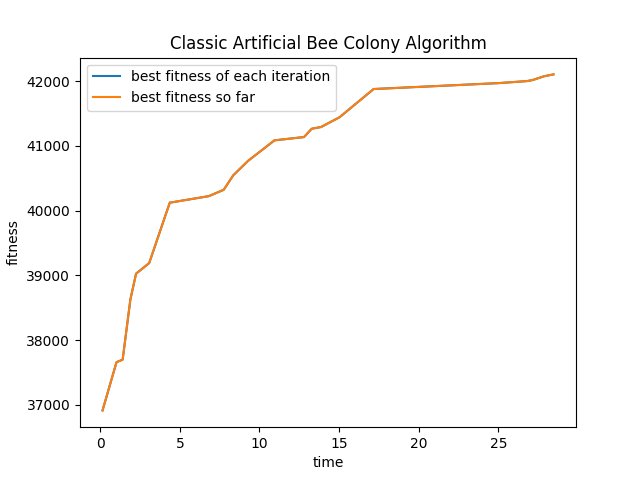 Classic Artificial Bee Colony Algorithm
best fitness of each iteration
best fitness so far
42000
41000
40000
39000
38000
37000
fitness
0 5 10 15 20 25
time